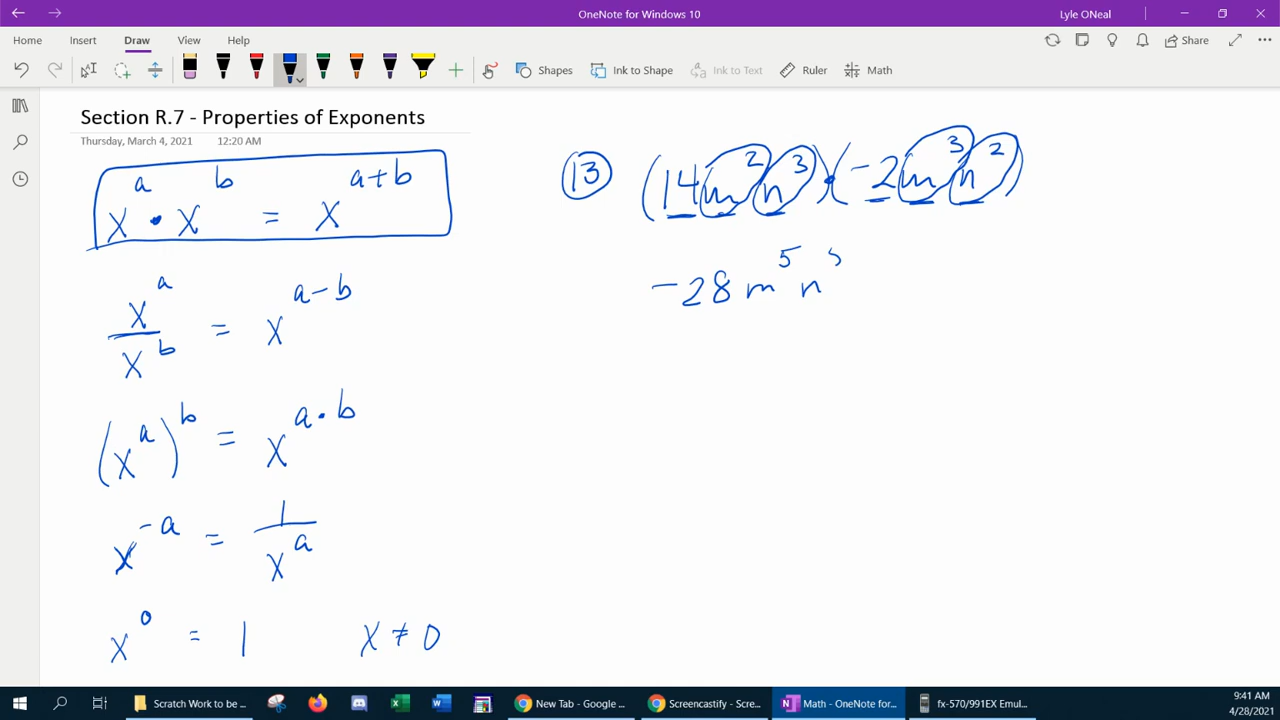 OneNote for Windows 10
Lyle ONeal
Home Insert Draw View Help
Share
Shapes Ink to Shape Ink to Text Ruler Math
Section R.7 - Properties of Exponents
Thursday, March 4, 2021 12:20 AM
x^a • x^b = x^(a+b)
x^a / x^b = x^(a-b)
(x^a)^b = x^(a·b)
x^-a = 1 / x^a
x^0 = 1 x ≠ 0
13 (14m^2 n^3)•(-2m^3 n^2)
-28 m^5 n
Scratch Work to be ...
New Tab - Google ...
Screencastify - Scre...
Math - OneNote for ...
fx-570/991EX Emul...
9:41 AM
4/28/2021